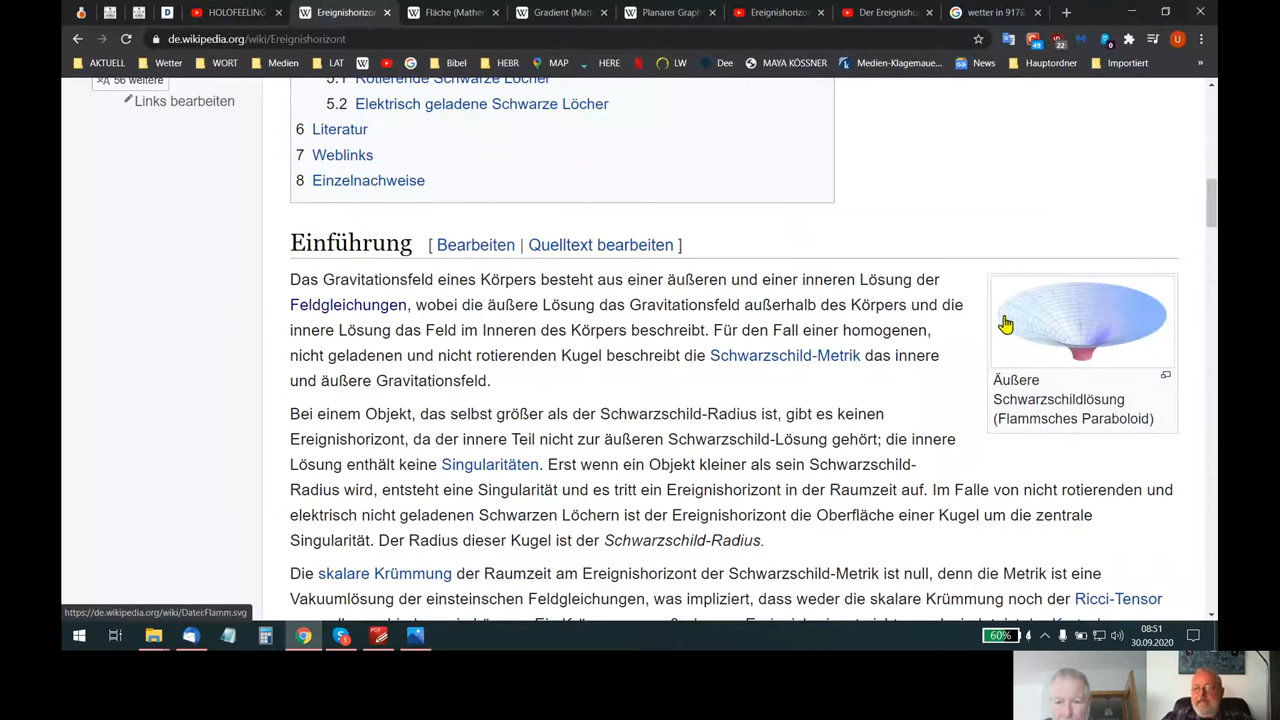 HOLOFEELING
Ereignishorizon
Fläche (Mathe
Gradient (Mat
Planarer Graph
Ereignishorizon
Der Ereignisho
wetter in 9178
de.wikipedia.org/wiki/Ereignishorizont
49
22
0
U
AKTUELL
Wetter
WORT
Medien
LAT
Bibel
HEBR
MAP
HERE
LW
Dee
MAYA KÖSSNER
Medien-Klagemaue...
News
Hauptordner
Importiert
»
56 weitere
Links bearbeiten
5.1 Rotierende Schwarze Löcher
5.2 Elektrisch geladene Schwarze Löcher
6 Literatur
7 Weblinks
8 Einzelnachweise
Einführung [ Bearbeiten | Quelltext bearbeiten ]
Das Gravitationsfeld eines Körpers besteht aus einer äußeren und einer inneren Lösung der
Feldgleichungen, wobei die äußere Lösung das Gravitationsfeld außerhalb des Körpers und die
innere Lösung das Feld im Inneren des Körpers beschreibt. Für den Fall einer homogenen,
nicht geladenen und nicht rotierenden Kugel beschreibt die Schwarzschild-Metrik das innere
und äußere Gravitationsfeld.
Äußere
Schwarzschildlösung
(Flammsches Paraboloid)
Bei einem Objekt, das selbst größer als der Schwarzschild-Radius ist, gibt es keinen
Ereignishorizont, da der innere Teil nicht zur äußeren Schwarzschild-Lösung gehört; die innere
Lösung enthält keine Singularitäten. Erst wenn ein Objekt kleiner als sein Schwarzschild-
Radius wird, entsteht eine Singularität und es tritt ein Ereignishorizont in der Raumzeit auf. Im Falle von nicht rotierenden und
elektrisch nicht geladenen Schwarzen Löchern ist der Ereignishorizont die Oberfläche einer Kugel um die zentrale
Singularität. Der Radius dieser Kugel ist der Schwarzschild-Radius.
Die skalare Krümmung der Raumzeit am Ereignishorizont der Schwarzschild-Metrik ist null, denn die Metrik ist eine
Vakuumlösung der einsteinschen Feldgleichungen, was impliziert, dass weder die skalare Krümmung noch der Ricci-Tensor
https://de.wikipedia.org/wiki/Datei:Flamm.svg
60%
08:51
30.09.2020